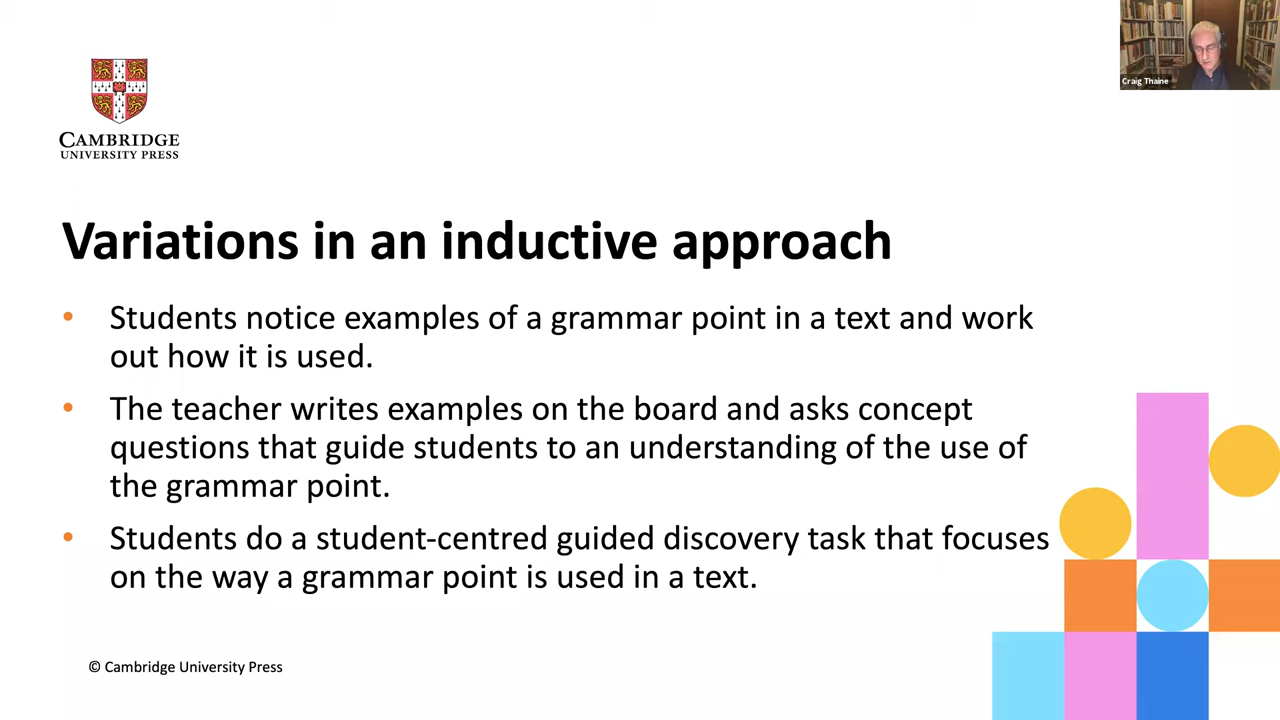 Craig Thaine
CAMBRIDGE
UNIVERSITY PRESS
Variations in an inductive approach
• Students notice examples of a grammar point in a text and work
out how it is used.
• The teacher writes examples on the board and asks concept
questions that guide students to an understanding of the use of
the grammar point.
• Students do a student-centred guided discovery task that focuses
on the way a grammar point is used in a text.
© Cambridge University Press